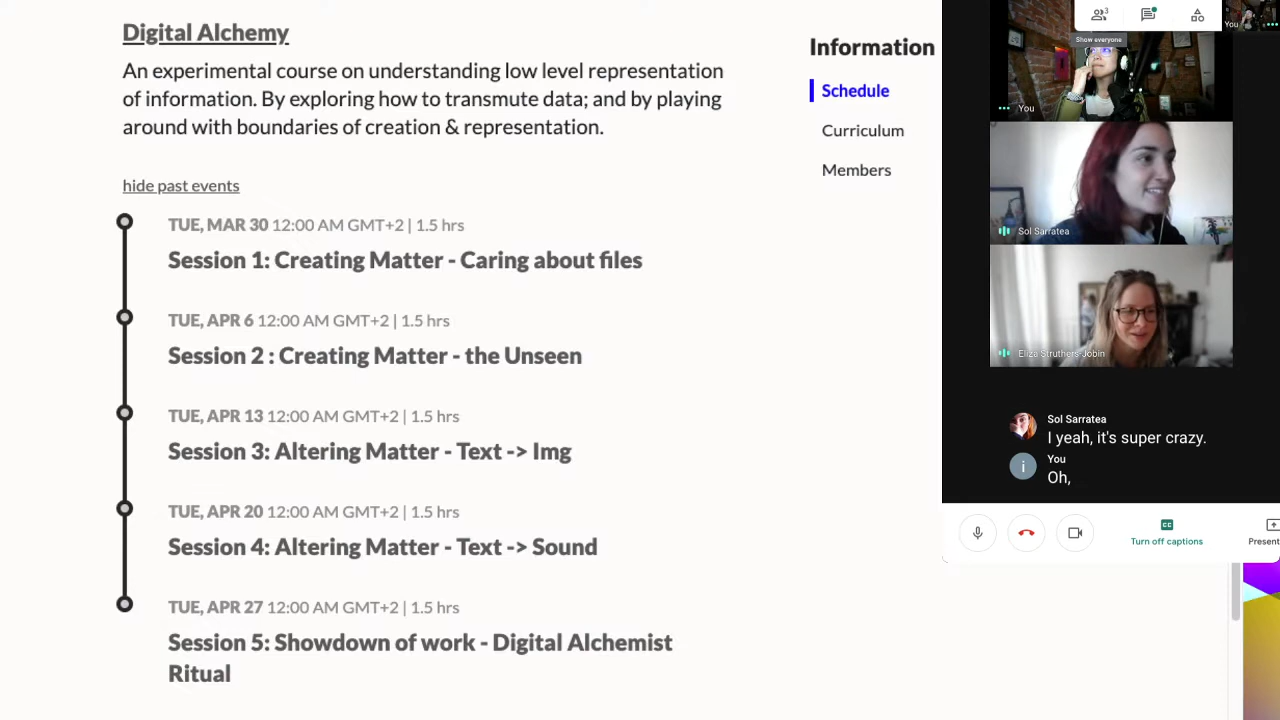 Digital Alchemy
An experimental course on understanding low level representation
of information. By exploring how to transmute data; and by playing
around with boundaries of creation & representation.
hide past events
TUE, MAR 30 12:00 AM GMT+2 | 1.5 hrs
Session 1: Creating Matter - Caring about files
TUE, APR 6 12:00 AM GMT+2 | 1.5 hrs
Session 2 : Creating Matter - the Unseen
TUE, APR 13 12:00 AM GMT+2 | 1.5 hrs
Session 3: Altering Matter - Text -> Img
TUE, APR 20 12:00 AM GMT+2 | 1.5 hrs
Session 4: Altering Matter - Text -> Sound
TUE, APR 27 12:00 AM GMT+2 | 1.5 hrs
Session 5: Showdown of work - Digital Alchemist
Ritual
Information
Schedule
Curriculum
Members
3
You
Show everyone
You
Sol Sarratea
Eliza Struthers-Jobin
Sol Sarratea
I yeah, it's super crazy.
i
You
Oh,
CC
Turn off captions
Present